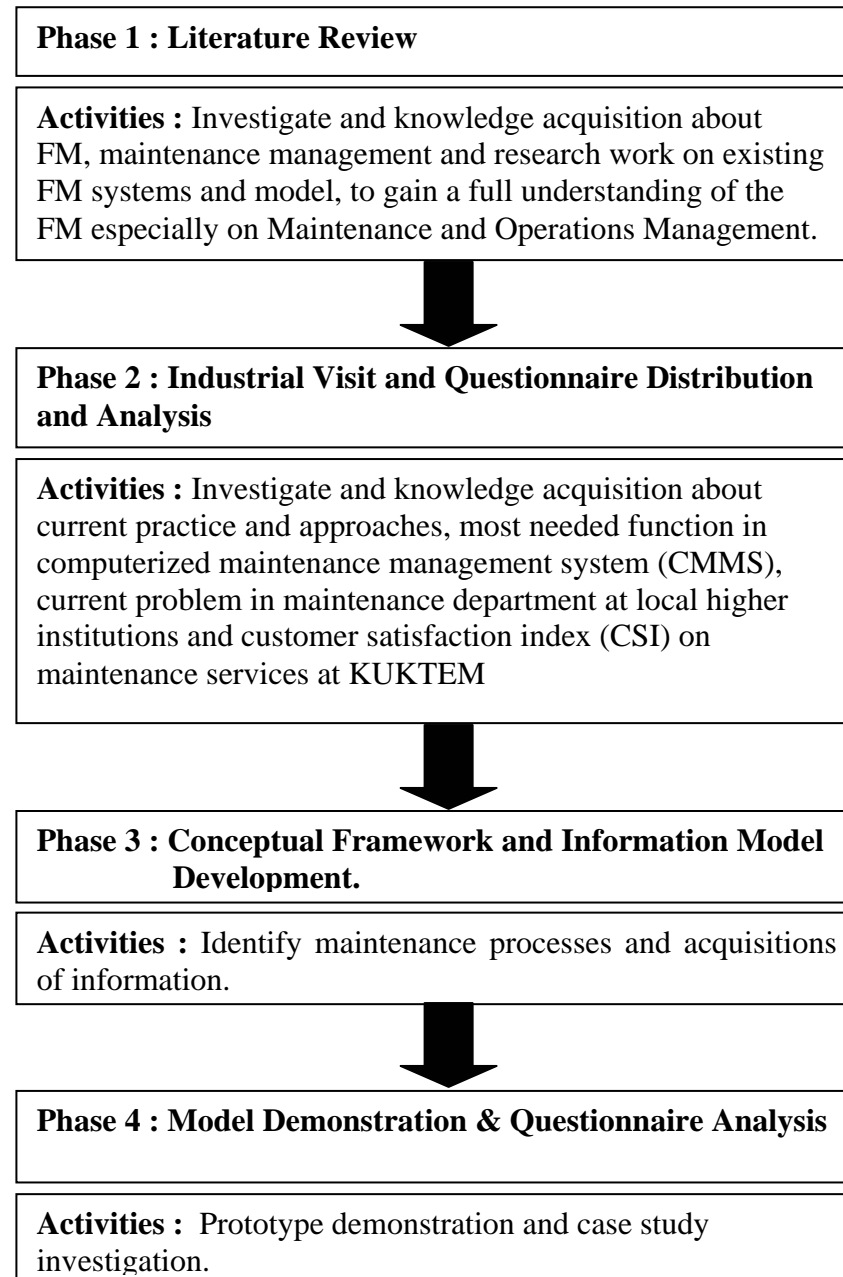 Phase 1 : Literature Review
Activities : Investigate and knowledge acquisition about
FM, maintenance management and research work on existing
FM systems and model, to gain a full understanding of the
FM especially on Maintenance and Operations Management.
Phase 2 : Industrial Visit and Questionnaire Distribution
and Analysis
Activities : Investigate and knowledge acquisition about
current practice and approaches, most needed function in
computerized maintenance management system (CMMS),
current problem in maintenance department at local higher
institutions and customer satisfaction index (CSI) on
maintenance services at KUKTEM
Phase 3 : Conceptual Framework and Information Model
Development.
Activities : Identify maintenance processes and acquisitions
of information.
Phase 4 : Model Demonstration & Questionnaire Analysis
Activities : Prototype demonstration and case study
investigation.